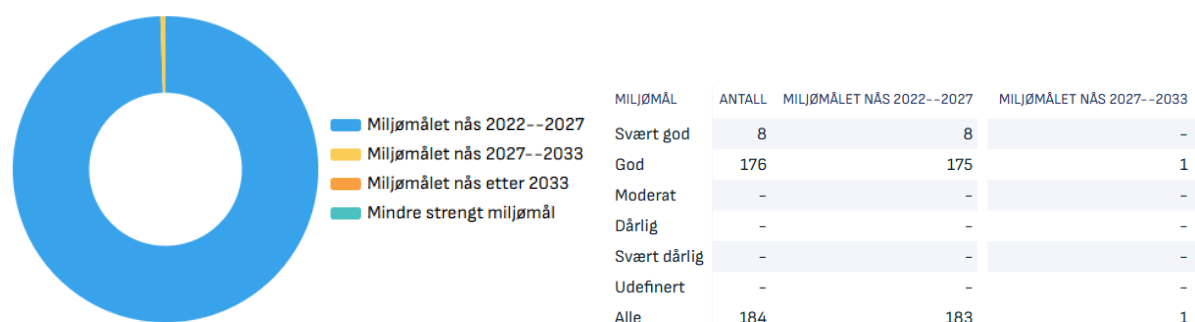 Miljømålet nås 2022--2027
Miljømålet nås 2027--2033
Miljømålet nås etter 2033
Mindre strengt miljømål
MILJØMÅL ANTALL MILJØMÅLET NÅS 2022--2027 MILJØMÅLET NÅS 2027--2033
Svært god 8 8 -
God 176 175 1
Moderat - - -
Dårlig - - -
Svært dårlig - - -
Udefinert - - -
Alle 184 183 1